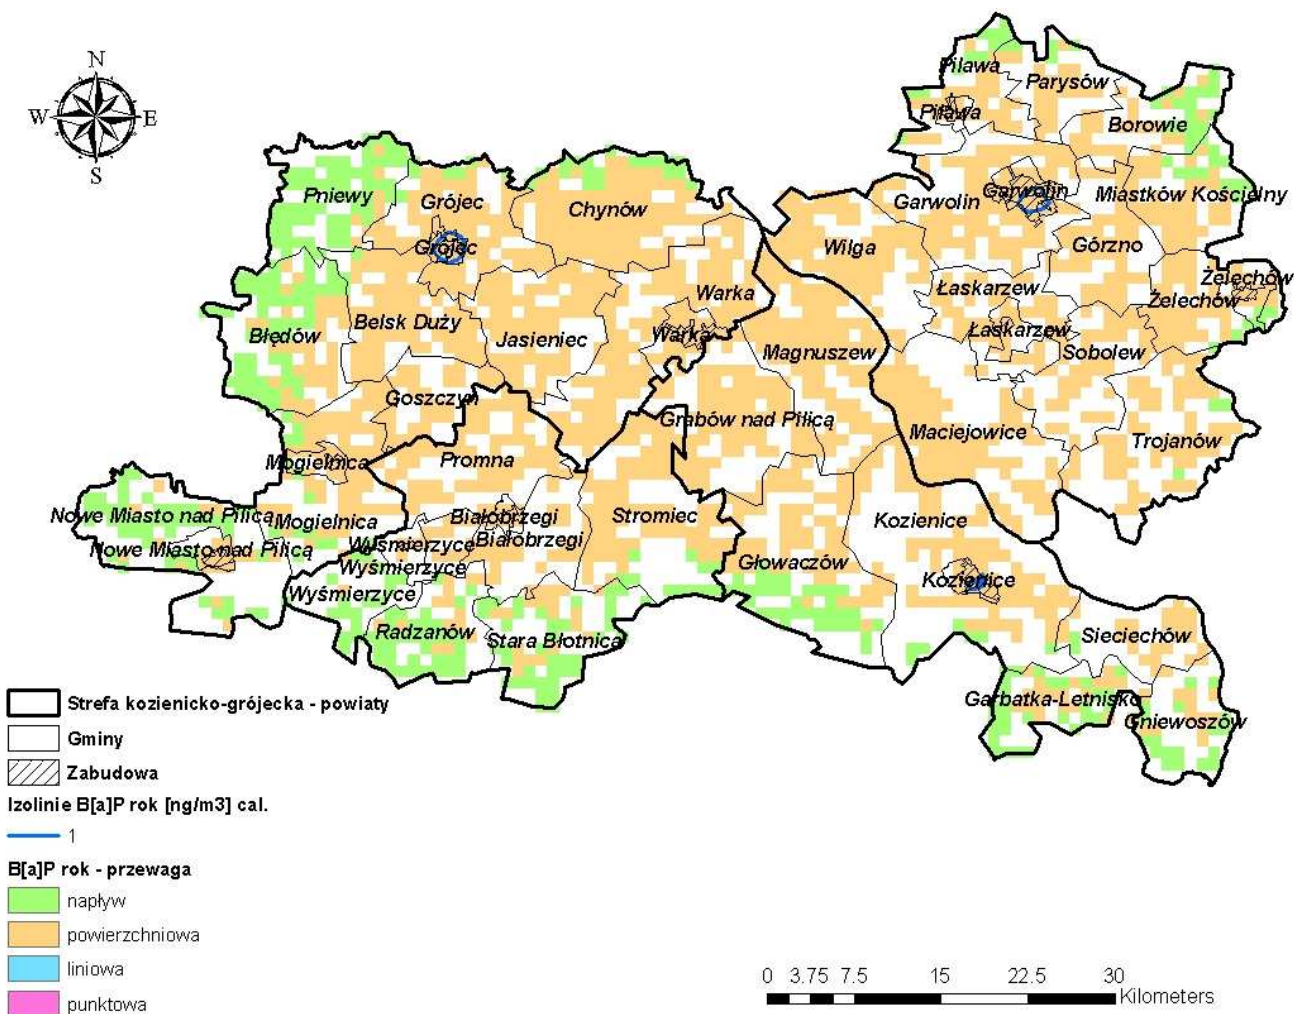 N
W E
S
Pilawa
Parysów
Pilawa
Borowie
Pniewy
Grójec
Chynów
Garwolin
Garwolin
Miastków Kościelny
Grójec
Wilga
Górzno
Warka
Łaskarzew
Żelechów
Żelechów
Błędów
Belsk Duży
Jasieniec
Warka
Magnuszew
Łaskarzew
Sobolew
Goszczyn
Grabów nad Pilicą
Maciejowice
Trojanów
Mogielnica
Promna
Nowe Miasto nad Pilicą
Mogielnica
Białobrzegi
Stromiec
Kozienice
Nowe Miasto nad Pilicą
Wyśmierzyce
Białobrzegi
Wyśmierzyce
Głowaczów
Kozienice
Wyśmierzyce
Radzanów
Stara Błotnica
Sieciechów
Garbatka-Letnisko
Gniewoszów
Strefa kozienicko-grójecka - powiaty
Gminy
Zabudowa
Izolinie B[a]P rok [ng/m3] cal.
1
B[a]P rok - przewaga
napływ
powierzchniowa
liniowa
punktowa
0 3.75 7.5 15 22.5 30
Kilometers